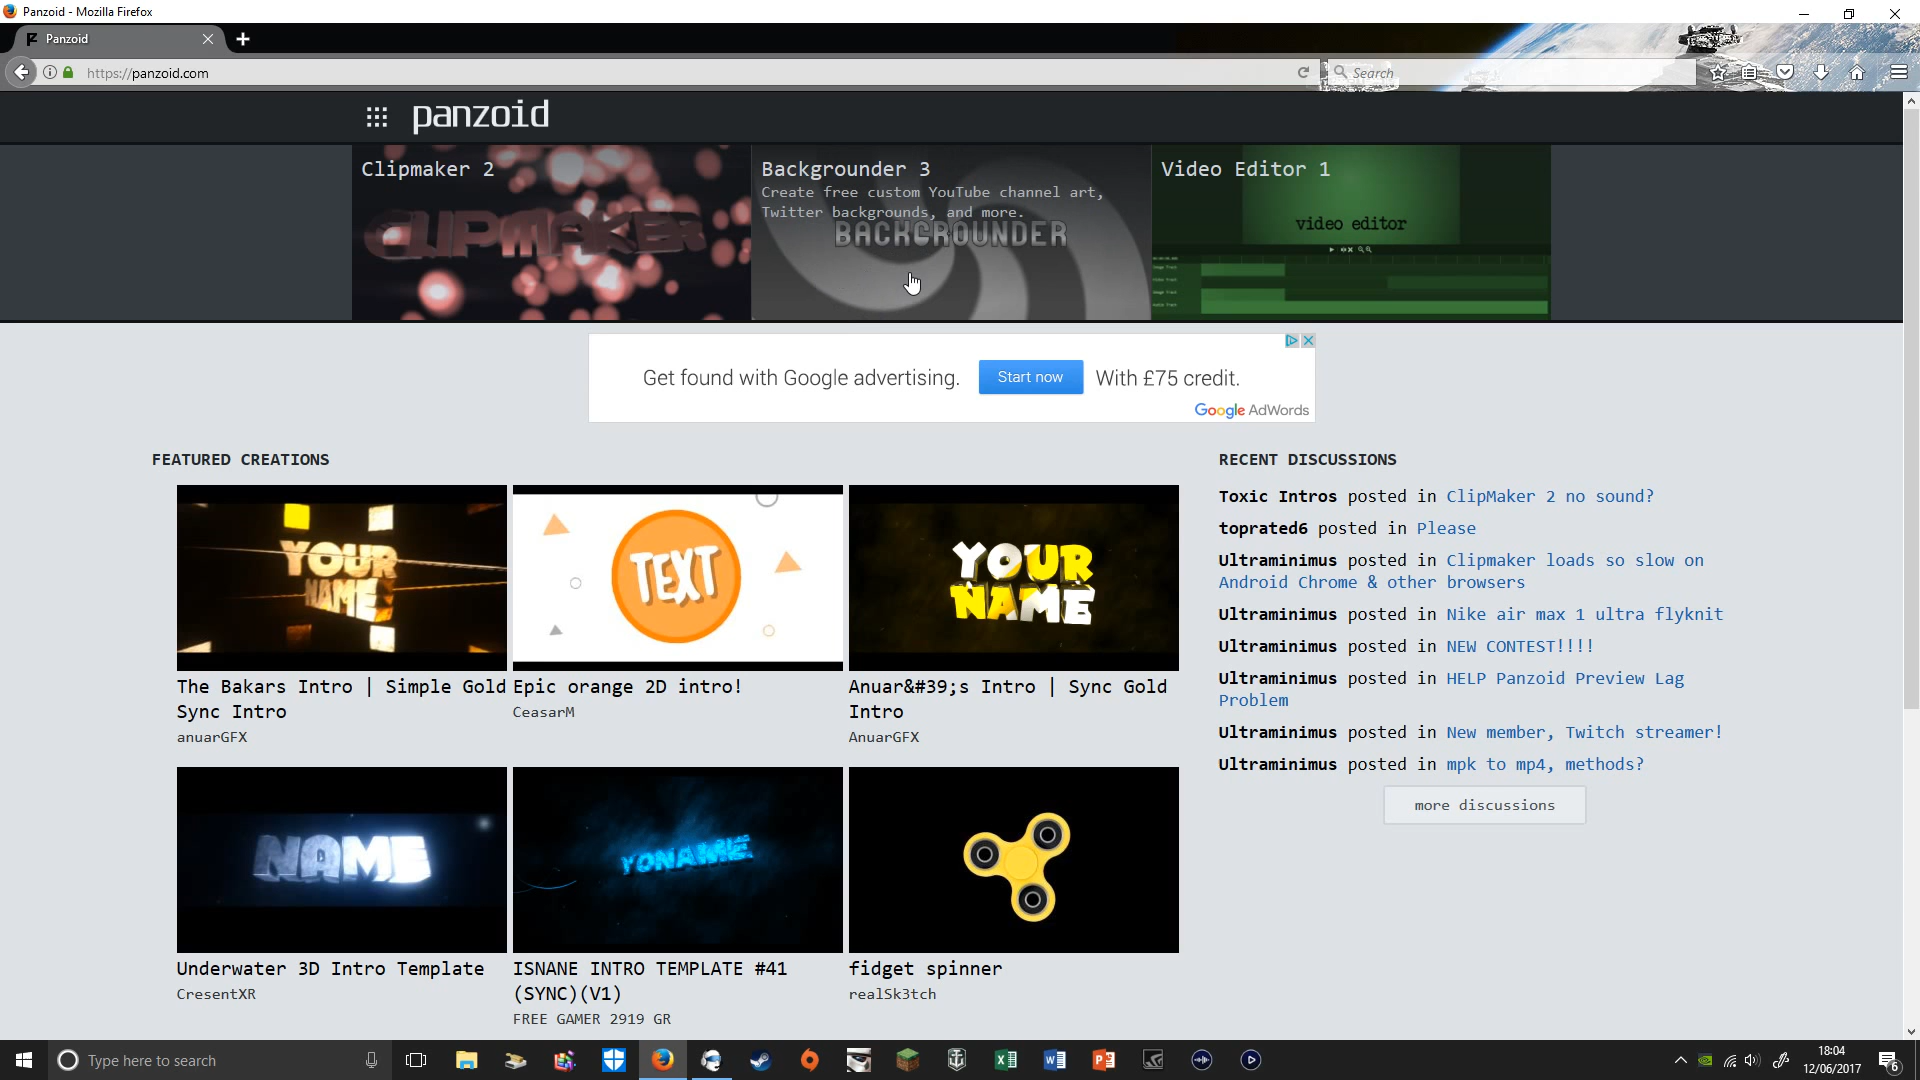 Panzoid - Mozilla Firefox
Panzoid
https://panzoid.com
Search
panzoid
Clipmaker 2
CLIPMAKER
Backgrounder 3
Create free custom YouTube channel art,
Twitter backgrounds, and more.
BACKGROUNDER
Video Editor 1
video editor
Get found with Google advertising.
Start now
With £75 credit.
Google AdWords
FEATURED CREATIONS
YOUR
NAME
The Bakars Intro | Simple Gold
Sync Intro
anuarGFX
TEXT
Epic orange 2D intro!
CeasarM
YOUR
NAME
Anuar&#39;s Intro | Sync Gold
Intro
AnuarGFX
NAME
Underwater 3D Intro Template
CresentXR
YONAME
ISNANE INTRO TEMPLATE #41
(SYNC)(V1)
FREE GAMER 2919 GR
fidget spinner
realSk3tch
RECENT DISCUSSIONS
Toxic Intros posted in ClipMaker 2 no sound?
toprated6 posted in Please
Ultraminimus posted in Clipmaker loads so slow on
Android Chrome & other browsers
Ultraminimus posted in Nike air max 1 ultra flyknit
Ultraminimus posted in NEW CONTEST!!!!
Ultraminimus posted in HELP Panzoid Preview Lag
Problem
Ultraminimus posted in New member, Twitch streamer!
Ultraminimus posted in mpk to mp4, methods?
more discussions
Type here to search
18:04
12/06/2017
6